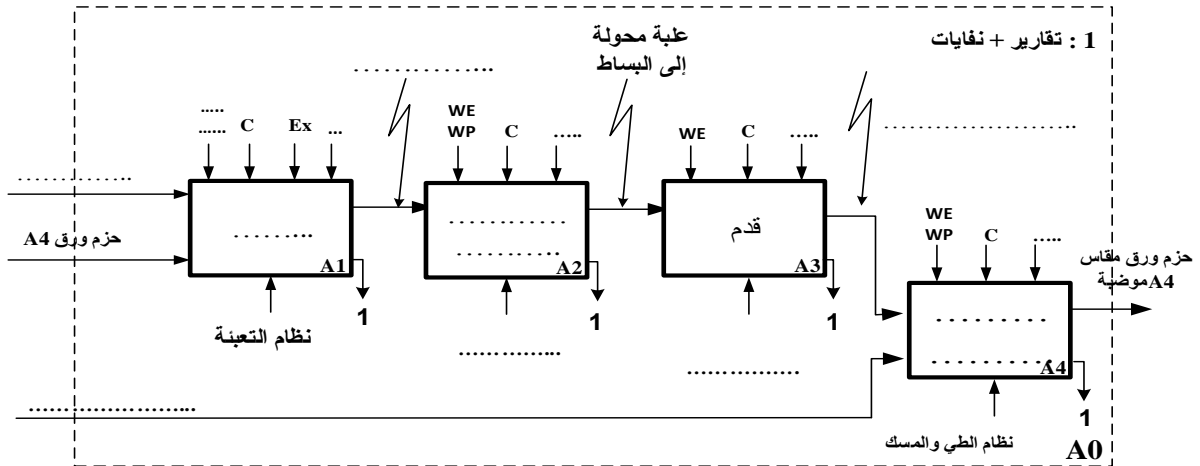 1 : تقارير + نفايات
علبة محولة
إلى البساط
...............
.....
......
C
Ex
...
WE
WP
C
.....
WE
C
.....
........................
.............
حزم ورق A4
.........
A1
............
...........
A2
قدم
A3
WE
WP
C
.....
حزم ورق مقاس
A4موضبة
.........
..........
A4
1
1
1
1
نظام التعبئة
...............
................
......................
نظام الطي والمسك
A0